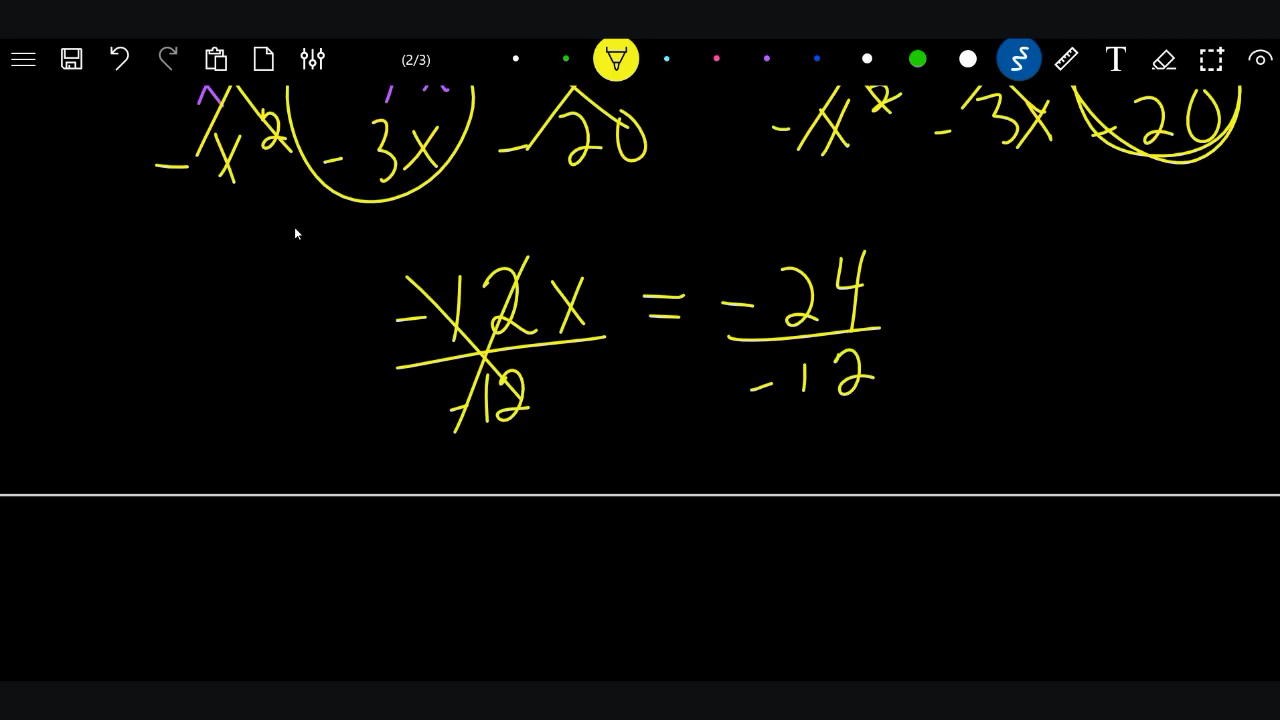 (2/3)
-x² -3x -20 -x² -3x -20
-12x = -24
-12 -12